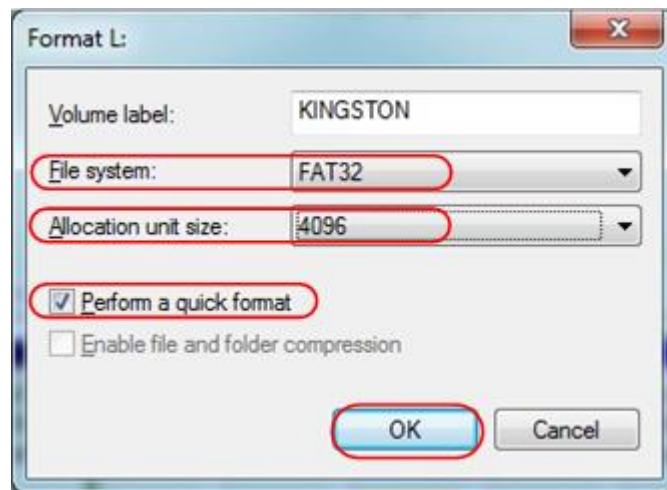 Format L:
Volume label: KINGSTON
File system: FAT32
Allocation unit size: 4096
Perform a quick format
Enable file and folder compression
OK Cancel